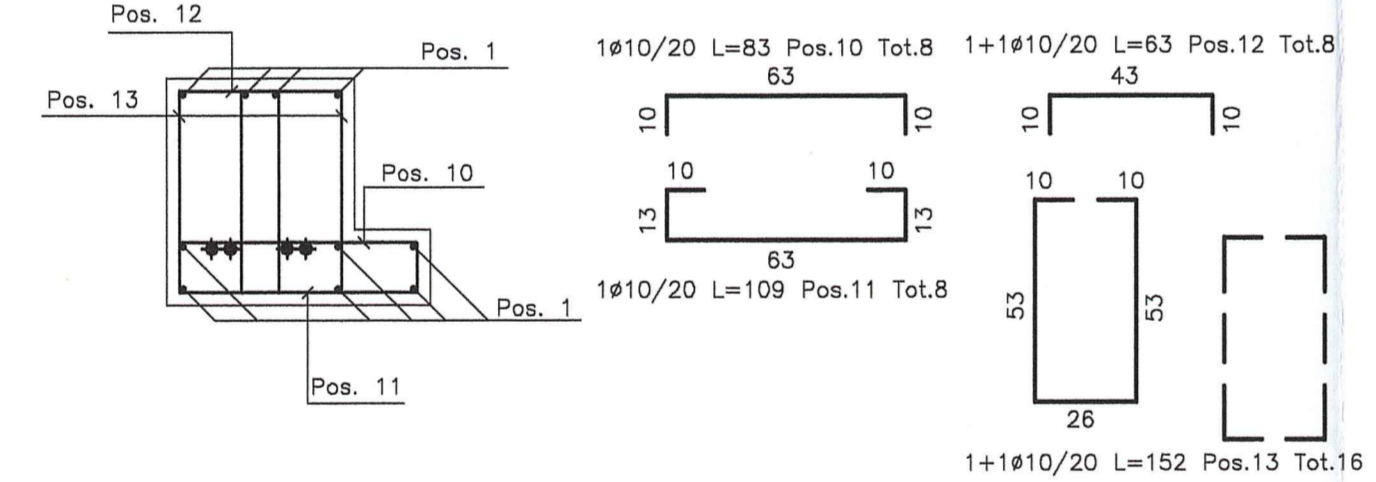 Pos. 12
Pos. 1
Pos. 13
Pos. 10
Pos. 1
Pos. 11
1ø10/20 L=83 Pos.10 Tot.8
63
10
10
10
10
13
13
63
1ø10/20 L=109 Pos.11 Tot.8
1+1ø10/20 L=63 Pos.12 Tot.8
43
10
10
10
10
53
53
26
1+1ø10/20 L=152 Pos.13 Tot.16